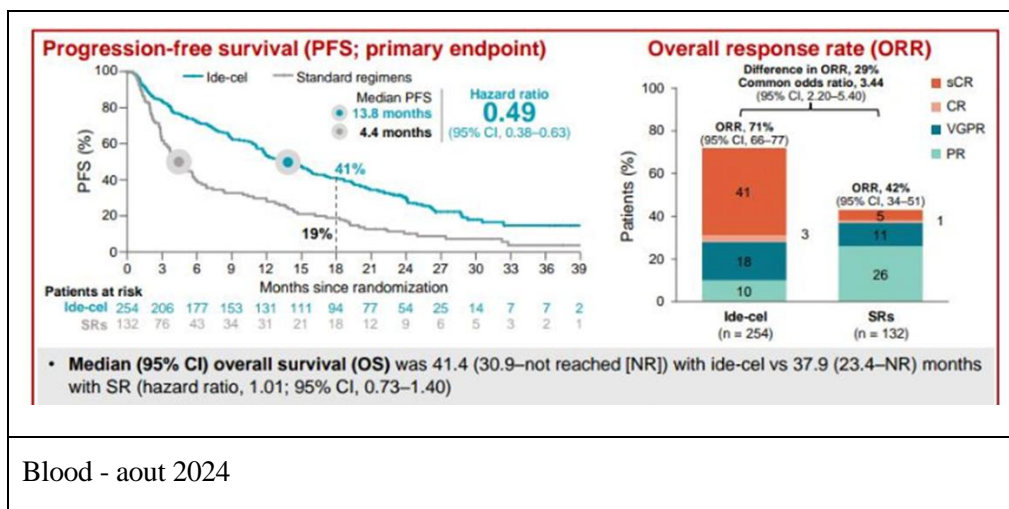 Progression-free survival (PFS; primary endpoint)
Ide-cel
Standard regimens
Median PFS
13.8 months
4.4 months
Hazard ratio
0.49
(95% CI, 0.38–0.63)
PFS (%)
100
80
60
40
20
0
41%
19%
0 3 6 9 12 15 18 21 24 27 30 33 36 39
Months since randomization
Patients at risk
Ide-cel 254 206 177 153 131 111 94 77 54 25 14 7 7 2
SRs 132 76 43 34 31 21 18 12 9 6 5 3 2 1
Overall response rate (ORR)
Difference in ORR, 29%
Common odds ratio, 3.44
(95% CI, 2.20–5.40)
sCR
CR
VGPR
PR
Patients (%)
100
80
60
40
20
0
ORR, 71%
(95% CI, 66–77)
41
3
18
10
ORR, 42%
(95% CI, 34–51)
5
1
11
26
Ide-cel
(n = 254)
SRs
(n = 132)
• Median (95% CI) overall survival (OS) was 41.4 (30.9–not reached [NR]) with ide-cel vs 37.9 (23.4–NR) months
with SR (hazard ratio, 1.01; 95% CI, 0.73–1.40)
Blood - aout 2024